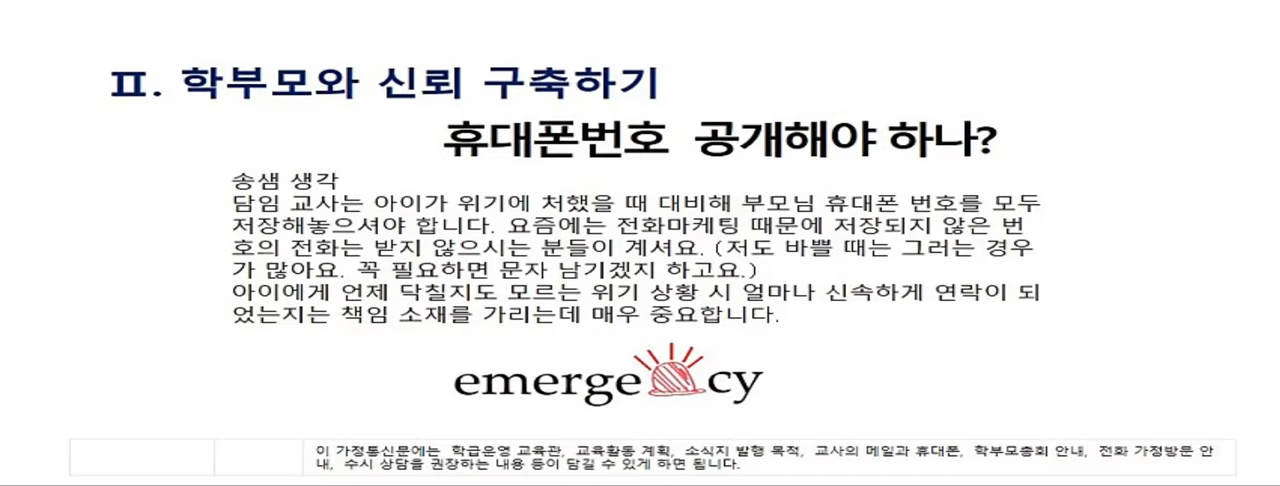 Ⅱ. 학부모와 신뢰 구축하기
휴대폰번호 공개해야 하나?
송샘 생각
담임 교사는 아이가 위기에 처했을 때 대비해 부모님 휴대폰 번호를 모두
저장해놓으셔야 합니다. 요즘에는 전화마케팅 때문에 저장되지 않은 번
호의 전화는 받지 않으시는 분들이 계셔요. (저도 바쁠 때는 그러는 경우
가 많아요. 꼭 필요하면 문자 남기겠지 하고요.)
아이에게 언제 닥칠지도 모르는 위기 상황 시 얼마나 신속하게 연락이 되
었는지는 책임 소재를 가리는데 매우 중요합니다.
emerge cy
이 가정통신문에는 학급운영 교육관, 교육활동 계획, 소식지 발행 목적, 교사의 메일과 휴대폰, 학부모총회 안내, 전화 가정방문 안
내, 수시 상담을 권장하는 내용 등이 담길 수 있게 하면 됩니다.